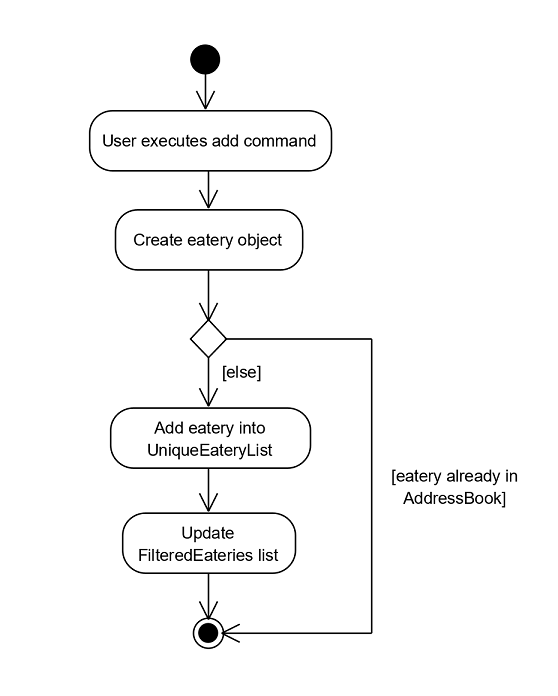 User executes add command
Create eatery object
[else]
Add eatery into
UniqueEateryList
[eatery already in
AddressBook]
Update
FilteredEateries list